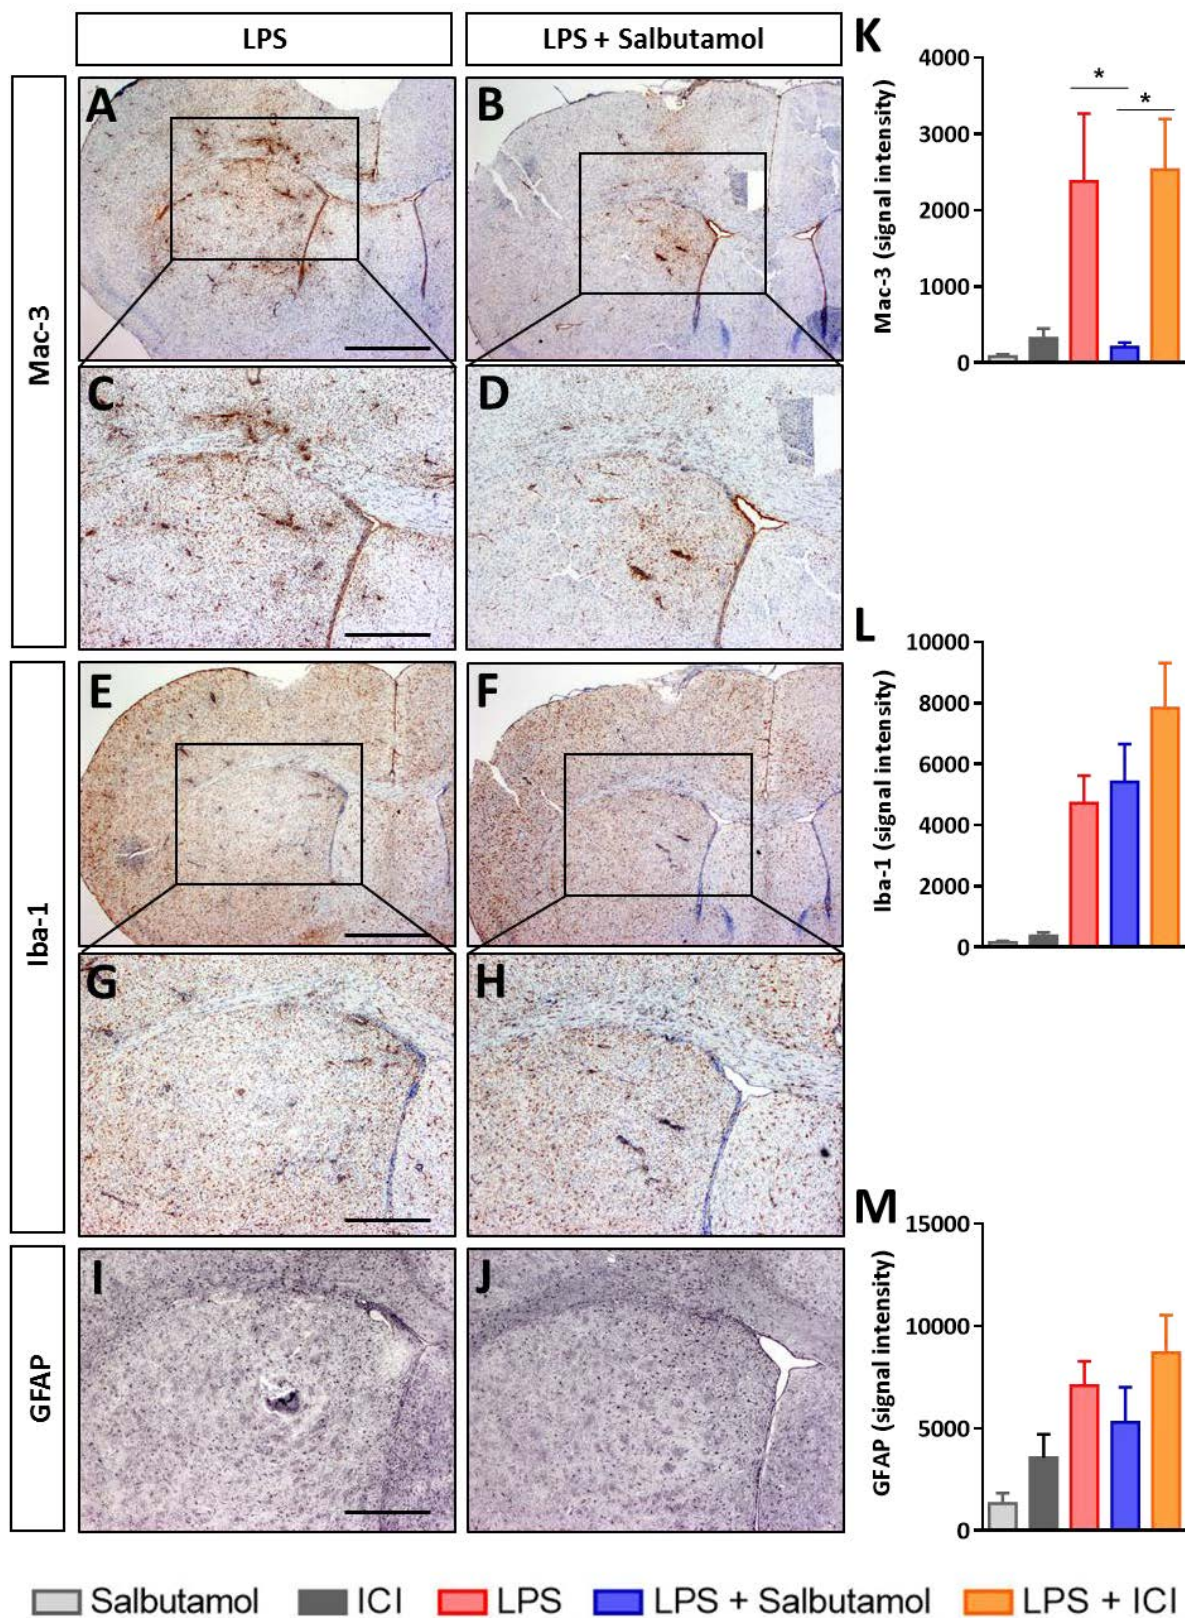 LPS
LPS + Salbutamol
Mac-3
A
B
C
D
Iba-1
E
F
G
H
GFAP
I
J
K
4000
3000
2000
1000
0
Mac-3 (signal intensity)
*
*
L
10000
8000
6000
4000
2000
0
Iba-1 (signal intensity)
M
15000
10000
5000
0
GFAP (signal intensity)
Salbutamol ICI LPS LPS + Salbutamol LPS + ICI